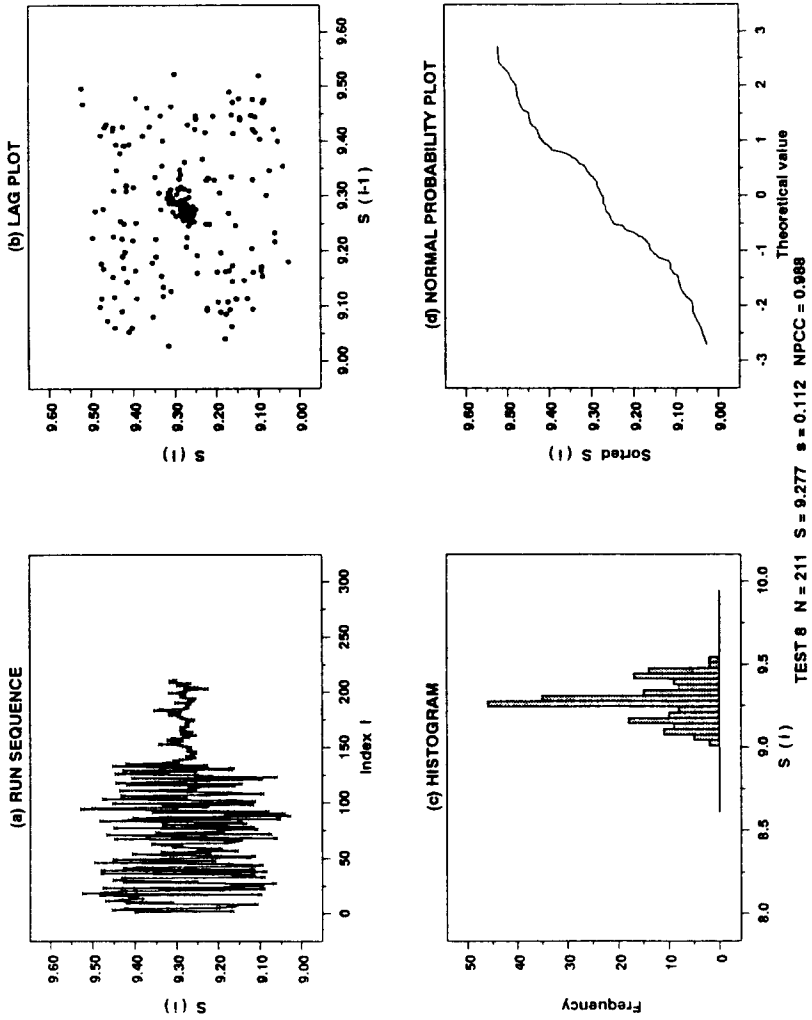 (a) RUN SEQUENCE
S (i)
9.60
9.50
9.40
9.30
9.20
9.10
9.00
0 50 100 150 200 250 300
Index i
(b) LAG PLOT
S (i)
9.60
9.50
9.40
9.30
9.20
9.10
9.00
9.00 9.10 9.20 9.30 9.40 9.50 9.60
S (i-1)
(c) HISTOGRAM
Frequency
50
40
30
20
10
0
8.0 8.5 9.0 9.5 10.0
S (i)
(d) NORMAL PROBABILITY PLOT
Sorted S (i)
9.60
9.50
9.40
9.30
9.20
9.10
9.00
-3 -2 -1 0 1 2 3
Theoretical value
TEST 8 N = 211 S = 9.277 s = 0.112 NPCC = 0.988